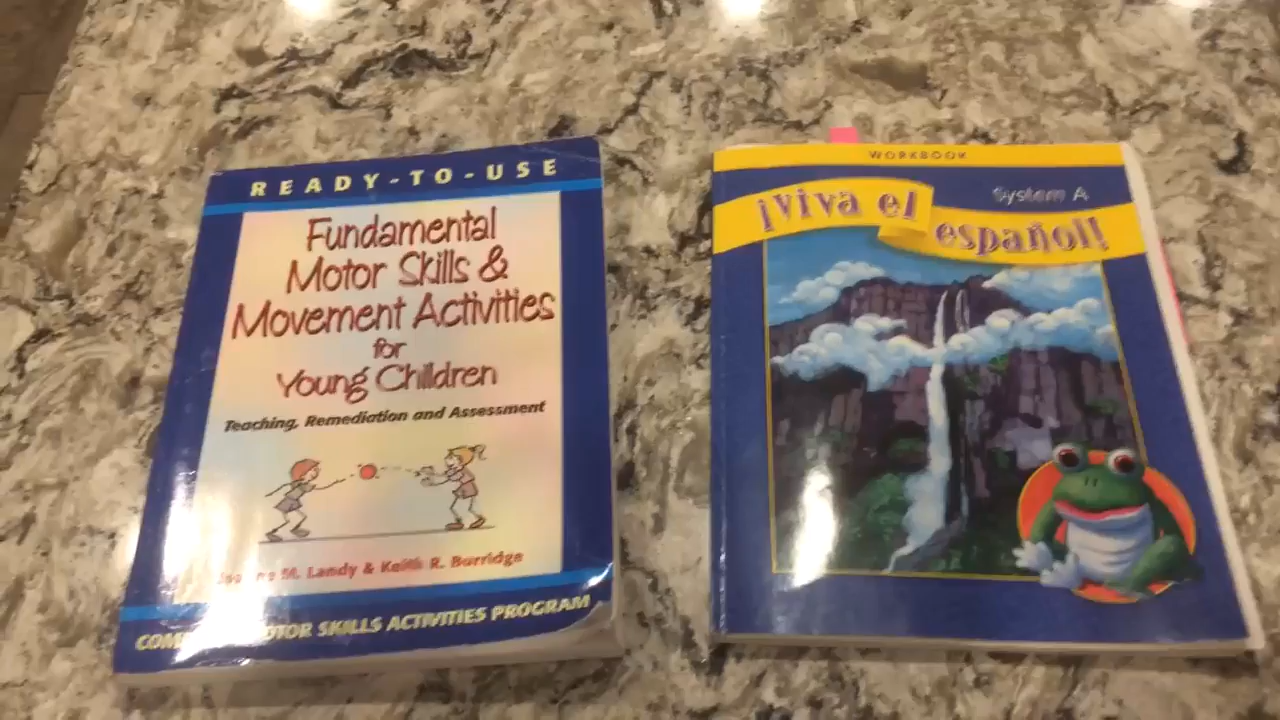 READY-TO-USE
Fundamental
Motor Skills &
Movement Activities
for
Young Children
Teaching, Remediation and Assessment
M. Landy & Keith R. Burridge
MOTOR SKILLS ACTIVITIES PROGRAM
WORKBOOK
System A
¡viva el
español!